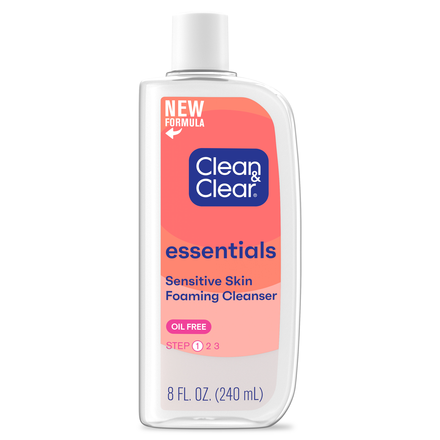 NEW
FORMULA
Clean
&
Clear®
essentials
Sensitive Skin
Foaming Cleanser
OIL FREE
STEP 1 2 3
8 FL. OZ. (240 mL)